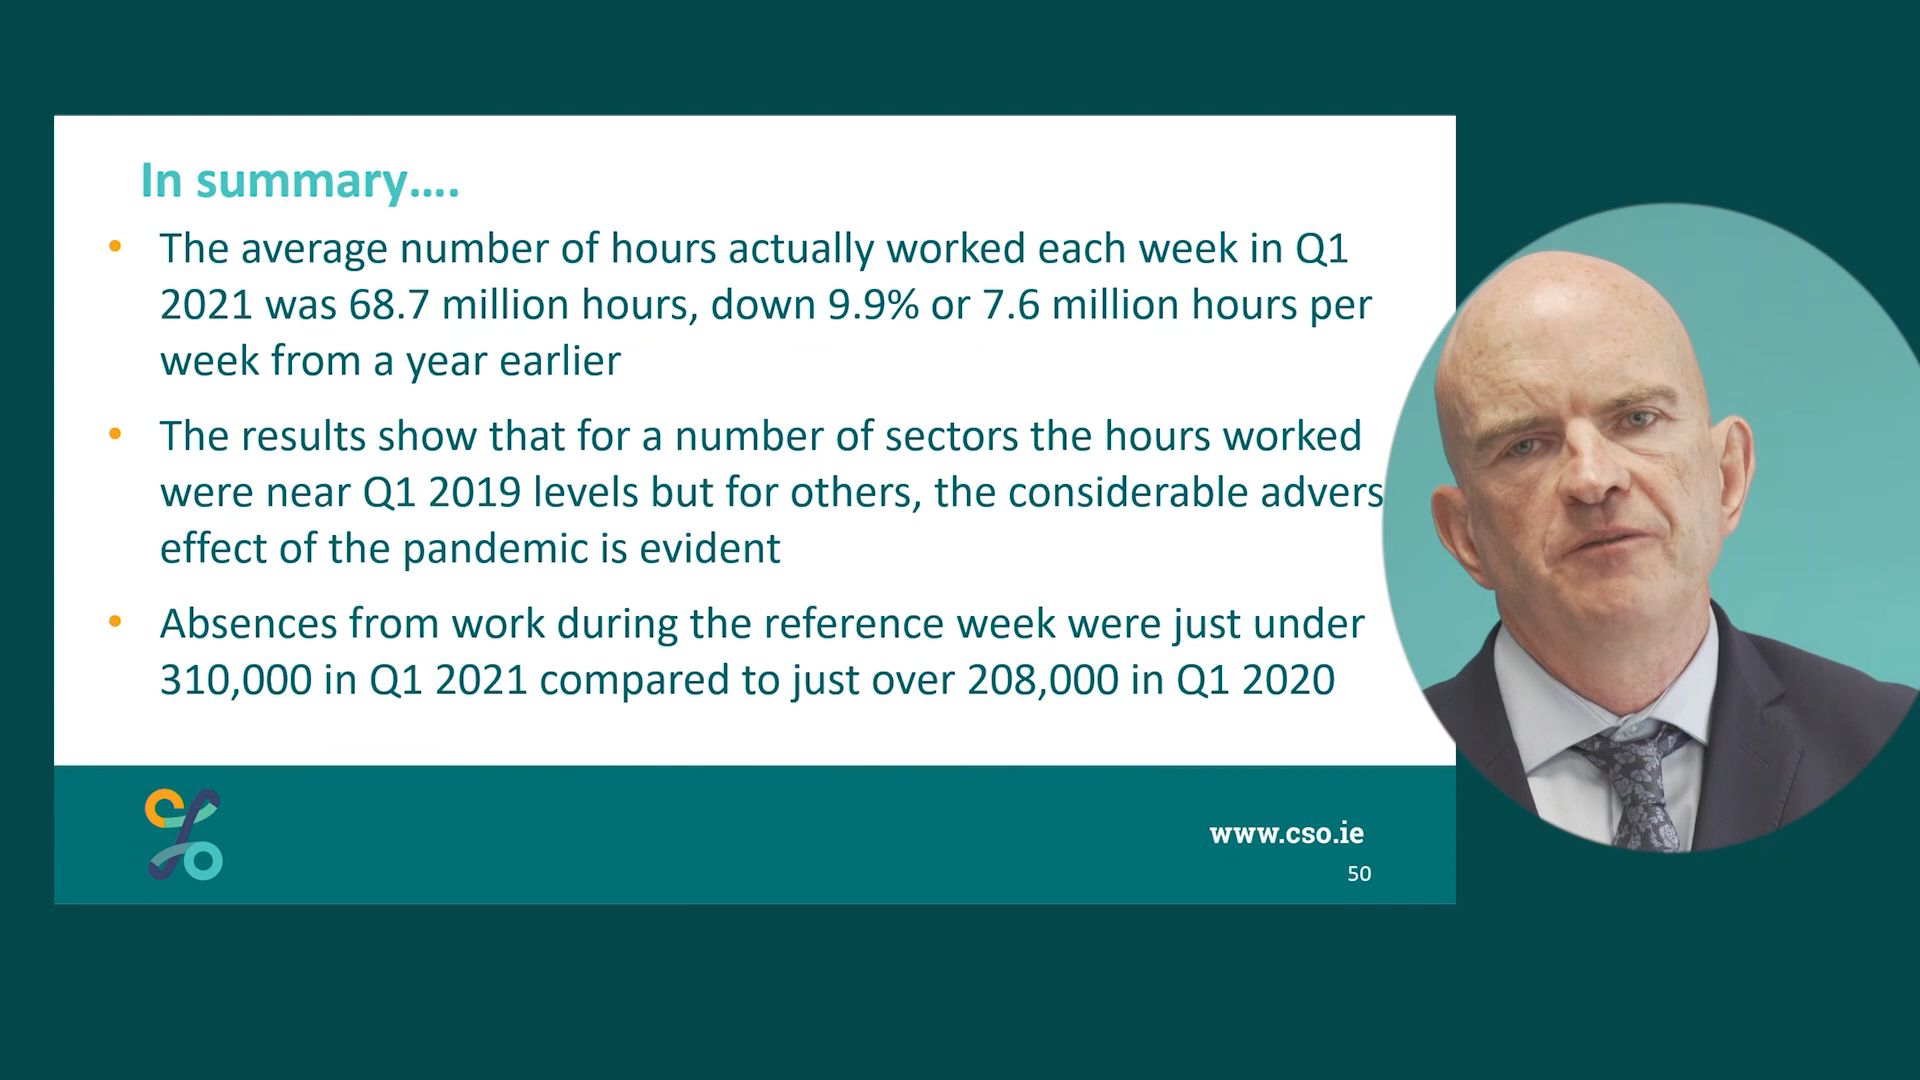 In summary....
• The average number of hours actually worked each week in Q1
2021 was 68.7 million hours, down 9.9% or 7.6 million hours per
week from a year earlier
• The results show that for a number of sectors the hours worked
were near Q1 2019 levels but for others, the considerable advers
effect of the pandemic is evident
• Absences from work during the reference week were just under
310,000 in Q1 2021 compared to just over 208,000 in Q1 2020
www.cso.ie
50